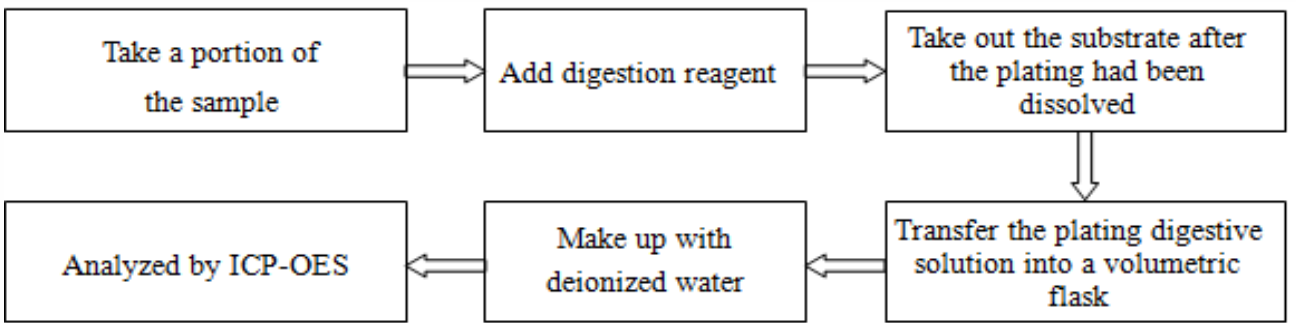 Take a portion of
the sample
Add digestion reagent
Take out the substrate after
the plating had been
dissolved
Transfer the plating digestive
solution into a volumetric
flask
Make up with
deionized water
Analyzed by ICP-OES